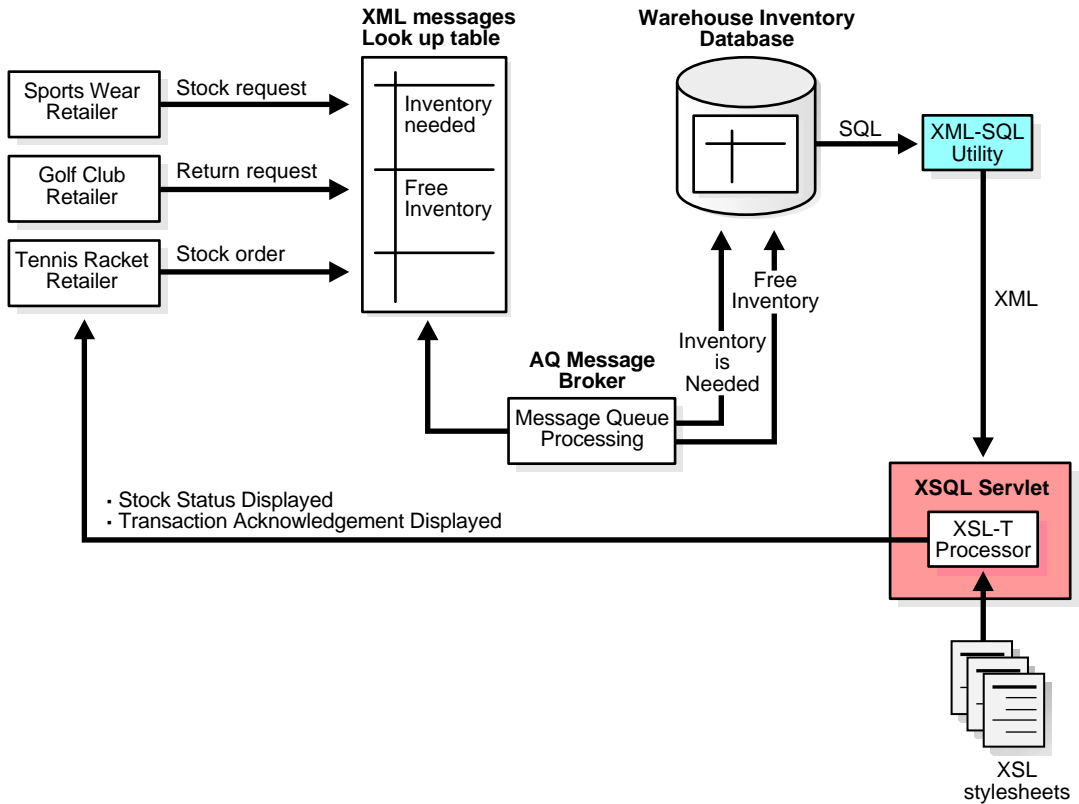 XML messages
Look up table
Warehouse Inventory
Database
Sports Wear
Retailer
Stock request
Golf Club
Retailer
Return request
Tennis Racket
Retailer
Stock order
Inventory
needed
Free
Inventory
SQL
XML-SQL
Utility
XML
Free
Inventory
Inventory
is
Needed
AQ Message
Broker
Message Queue
Processing
· Stock Status Displayed
· Transaction Acknowledgement Displayed
XSQL Servlet
XSL-T
Processor
XSL
stylesheets